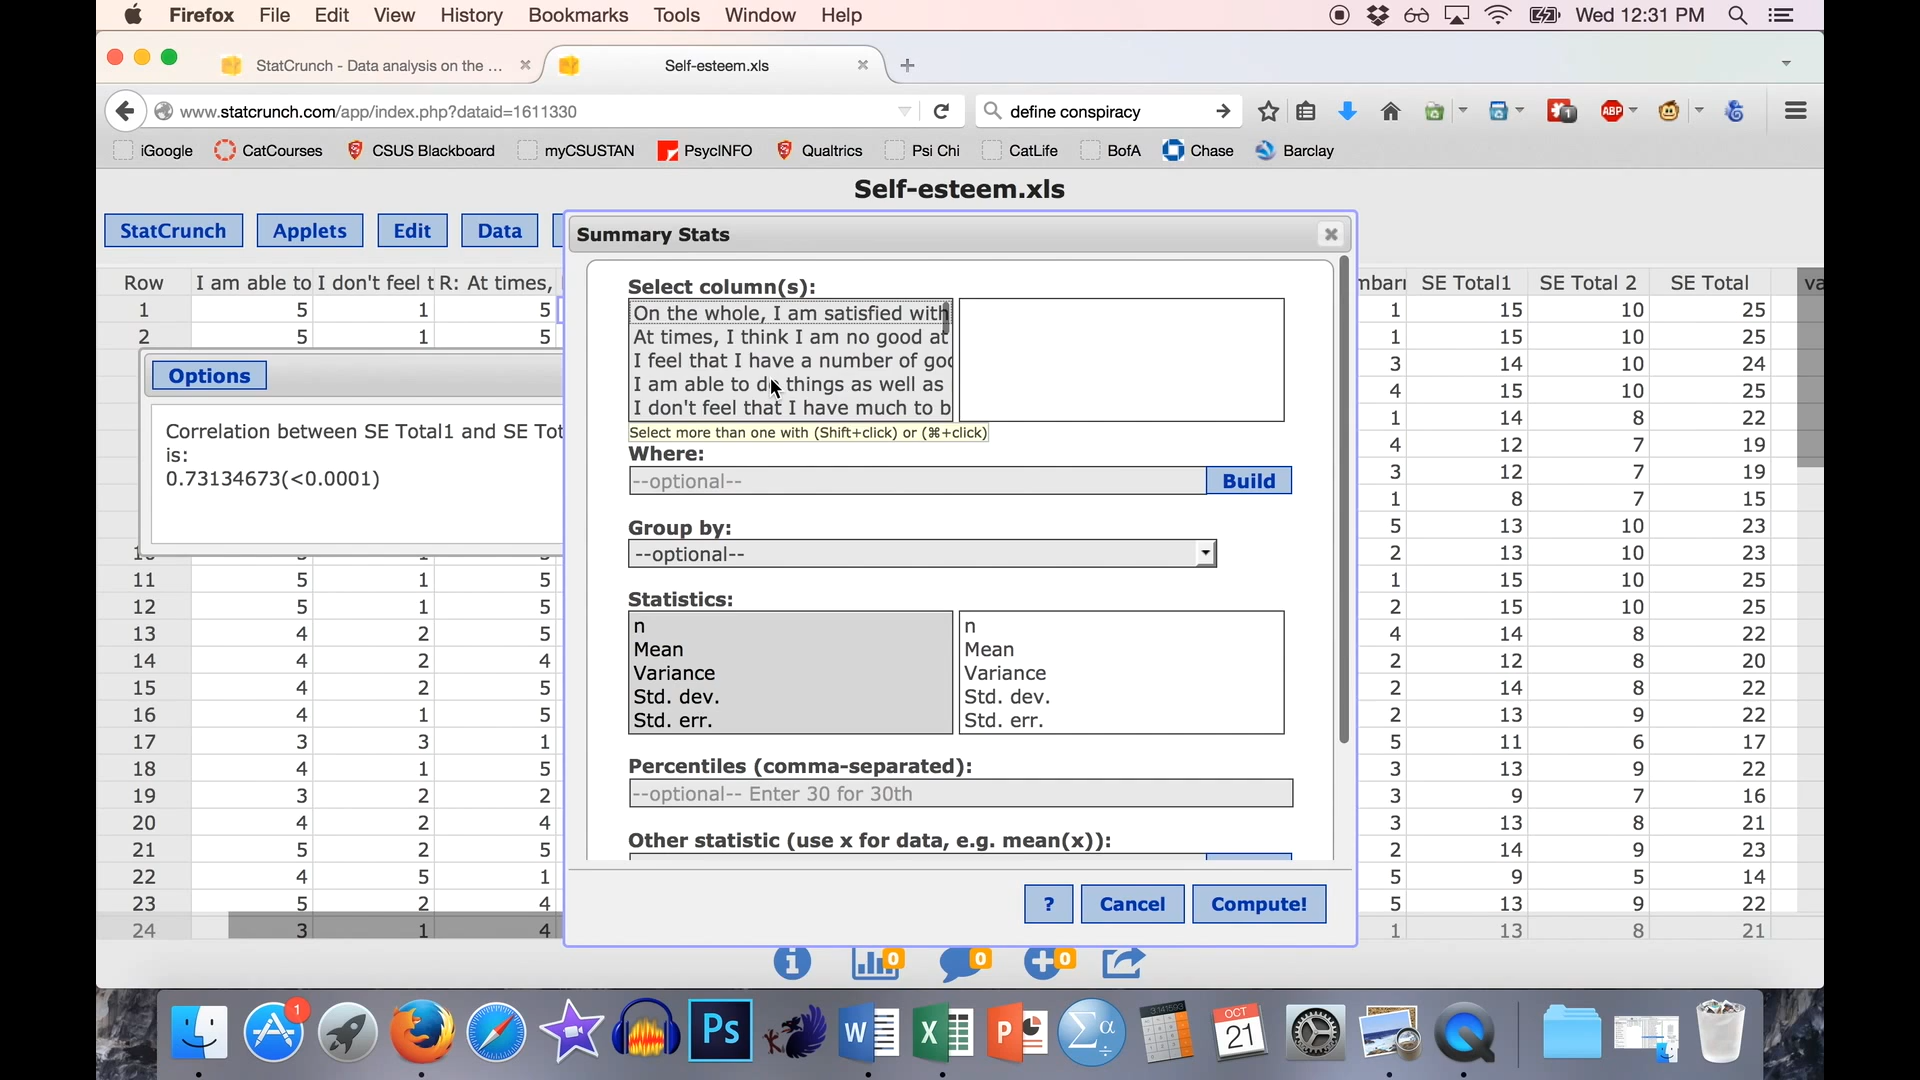 Firefox File Edit View History Bookmarks Tools Window Help Wed 12:31 PM
StatCrunch - Data analysis on the ... Self-esteem.xls
www.statcrunch.com/app/index.php?dataid=1611330 define conspiracy 1 ABP
iGoogle CatCourses CSUS Blackboard myCSUSTAN PsycINFO Qualtrics Psi Chi CatLife BofA Chase Barclay
Self-esteem.xls
StatCrunch Applets Edit Data
Row I am able to I don't feel t R: At times, mbarr SE Total1 SE Total 2 SE Total va
1 5 1 5 1 15 10 25
2 5 1 5 1 15 10 25
3 14 10 24
4 15 10 25
1 14 8 22
4 12 7 19
3 12 7 19
1 8 7 15
5 13 10 23
2 13 10 23
11 5 1 5 1 15 10 25
12 5 1 5 2 15 10 25
13 4 2 5 4 14 8 22
14 4 2 4 2 12 8 20
15 4 2 5 2 14 8 22
16 4 1 5 2 13 9 22
17 3 3 1 5 11 6 17
18 4 1 5 3 13 9 22
19 3 2 2 3 9 7 16
20 4 2 4 3 13 8 21
21 5 2 5 2 14 9 23
22 4 5 1 5 9 5 14
23 5 2 4 5 13 9 22
24 3 1 4 1 13 8 21
Options
Correlation between SE Total1 and SE Tot
is:
0.73134673(<0.0001)
Summary Stats
Select column(s):
On the whole, I am satisfied with
At times, I think I am no good at
I feel that I have a number of goo
I am able to do things as well as
I don't feel that I have much to b
Select more than one with (Shift+click) or (⌘+click)
Where:
--optional-- Build
Group by:
--optional--
Statistics:
n n
Mean Mean
Variance Variance
Std. dev. Std. dev.
Std. err. Std. err.
Percentiles (comma-separated):
--optional-- Enter 30 for 30th
Other statistic (use x for data, e.g. mean(x)):
? Cancel Compute!
0 0 0
1 Ps W X P Σα OCT
21